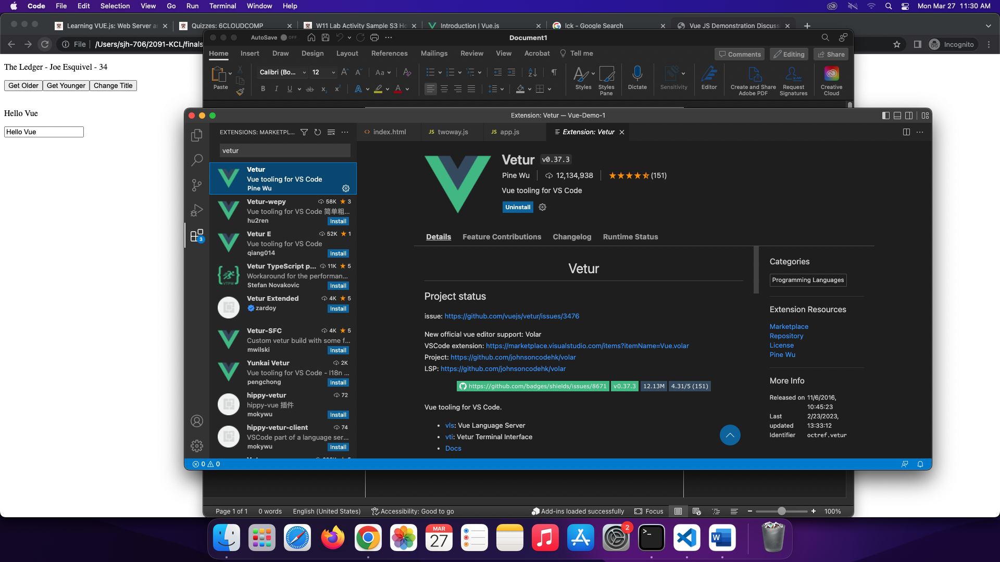 Code File Edit Selection View Go Run Terminal Window Help Mon Mar 27 11:30 AM
Learning VUE.js: Web Server a
Quizzes: 6CLOUDCOMP
W11 Lab Activity Sample S3 Ho
Introduction | Vue.js
lck - Google Search
Vue JS Demonstration Discuss
File /Users/sjh-706/2091-KCL/finals
Incognito
The Ledger - Joe Esquivel - 34
Get Older Get Younger Change Title
Hello Vue
Hello Vue
AutoSave OFF
Document1
Home Insert Draw Design Layout References Mailings Review View Acrobat Tell me
Comments Editing Share
Paste
Calibri (Bo... 12
Aa
B I U ab x x
Styles
Styles Pane
Dictate
Sensitivity
Editor
Create and Share Adobe PDF
Request Signatures
Creative Cloud
Extension: Vetur — Vue-Demo-1
EXTENSIONS: MARKETPL...
vetur
3
Vetur
Vue tooling for VS Code
Pine Wu
Vetur-wepy 58K 3
Vue tooling for VS Code 简单粗...
hu2ren Install
Vetur E 52K 1
Vue tooling for VS Code
qiang014 Install
VTPW
Vetur TypeScript p... 11K 5
Workaround for the performan...
Stefan Novakovic Install
Vetur Extended 4K 5
zardoy Install
Vetur-SFC 4K 5
Custom vetur build with some f...
mwilski Install
Yunkai Vetur 2K
Vue tooling for VS Code - I18n ...
pengchong Install
hippy-vetur 72
hippy-vue 插件
mokywu Install
hippy-vetur-client 74
VSCode part of a language ser...
mokywu Install
index.html
JS twoway.js
JS app.js
Extension: Vetur
Vetur v0.37.3
Pine Wu 12,134,938 (151)
Vue tooling for VS Code
Uninstall
Details Feature Contributions Changelog Runtime Status
Vetur
Project status
issue: https://github.com/vuejs/vetur/issues/3476
New official vue editor support: Volar
VSCode extension: https://marketplace.visualstudio.com/items?itemName=Vue.volar
Project: https://github.com/johnsoncodehk/volar
LSP: https://github.com/johnsoncodehk/volar
https://github.com/badges/shields/issues/8671 v0.37.3 12.13M 4.31/5 (151)
Vue tooling for VS Code.
• vls: Vue Language Server
• vti: Vetur Terminal Interface
• Docs
Categories
Programming Languages
Extension Resources
Marketplace
Repository
License
Pine Wu
More Info
Released on 11/6/2016, 10:45:23
Last updated 2/23/2023, 13:33:12
Identifier octref.vetur
0 0
Page 1 of 1 0 words English (United States) Accessibility: Good to go Add-ins loaded successfully Focus 100%
MAR
27
2